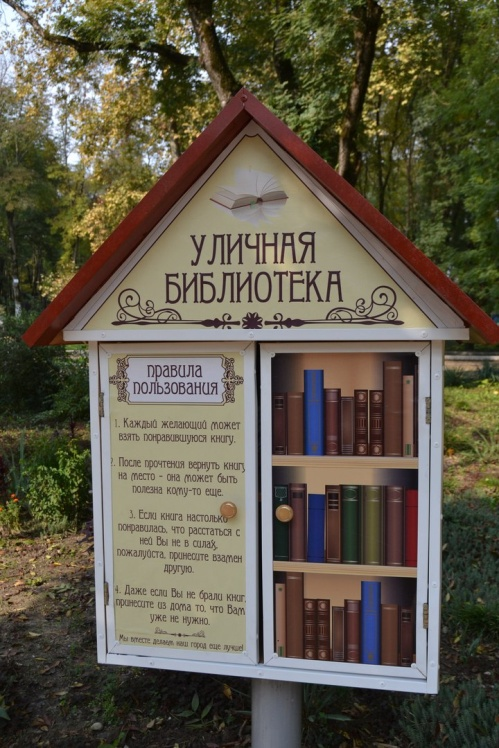 УЛИЧНАЯ
БИБЛИОТЕКА
ПРАВИЛА
ПОЛЬЗОВАНИЯ
1. Каждый желающий может
взять понравившуюся книгу.
2. После прочтения вернуть книгу
на место - она может быть
полезна кому-то еще.
3. Если книга настолько
понравилась, что расстаться с
ней Вы не в силах,
пожалуйста, принесите взамен
другую.
4. Даже если Вы не брали книг,
принесите из дома то, что Вам
уже не нужно.
Мы вместе делаем наш город еще лучше!